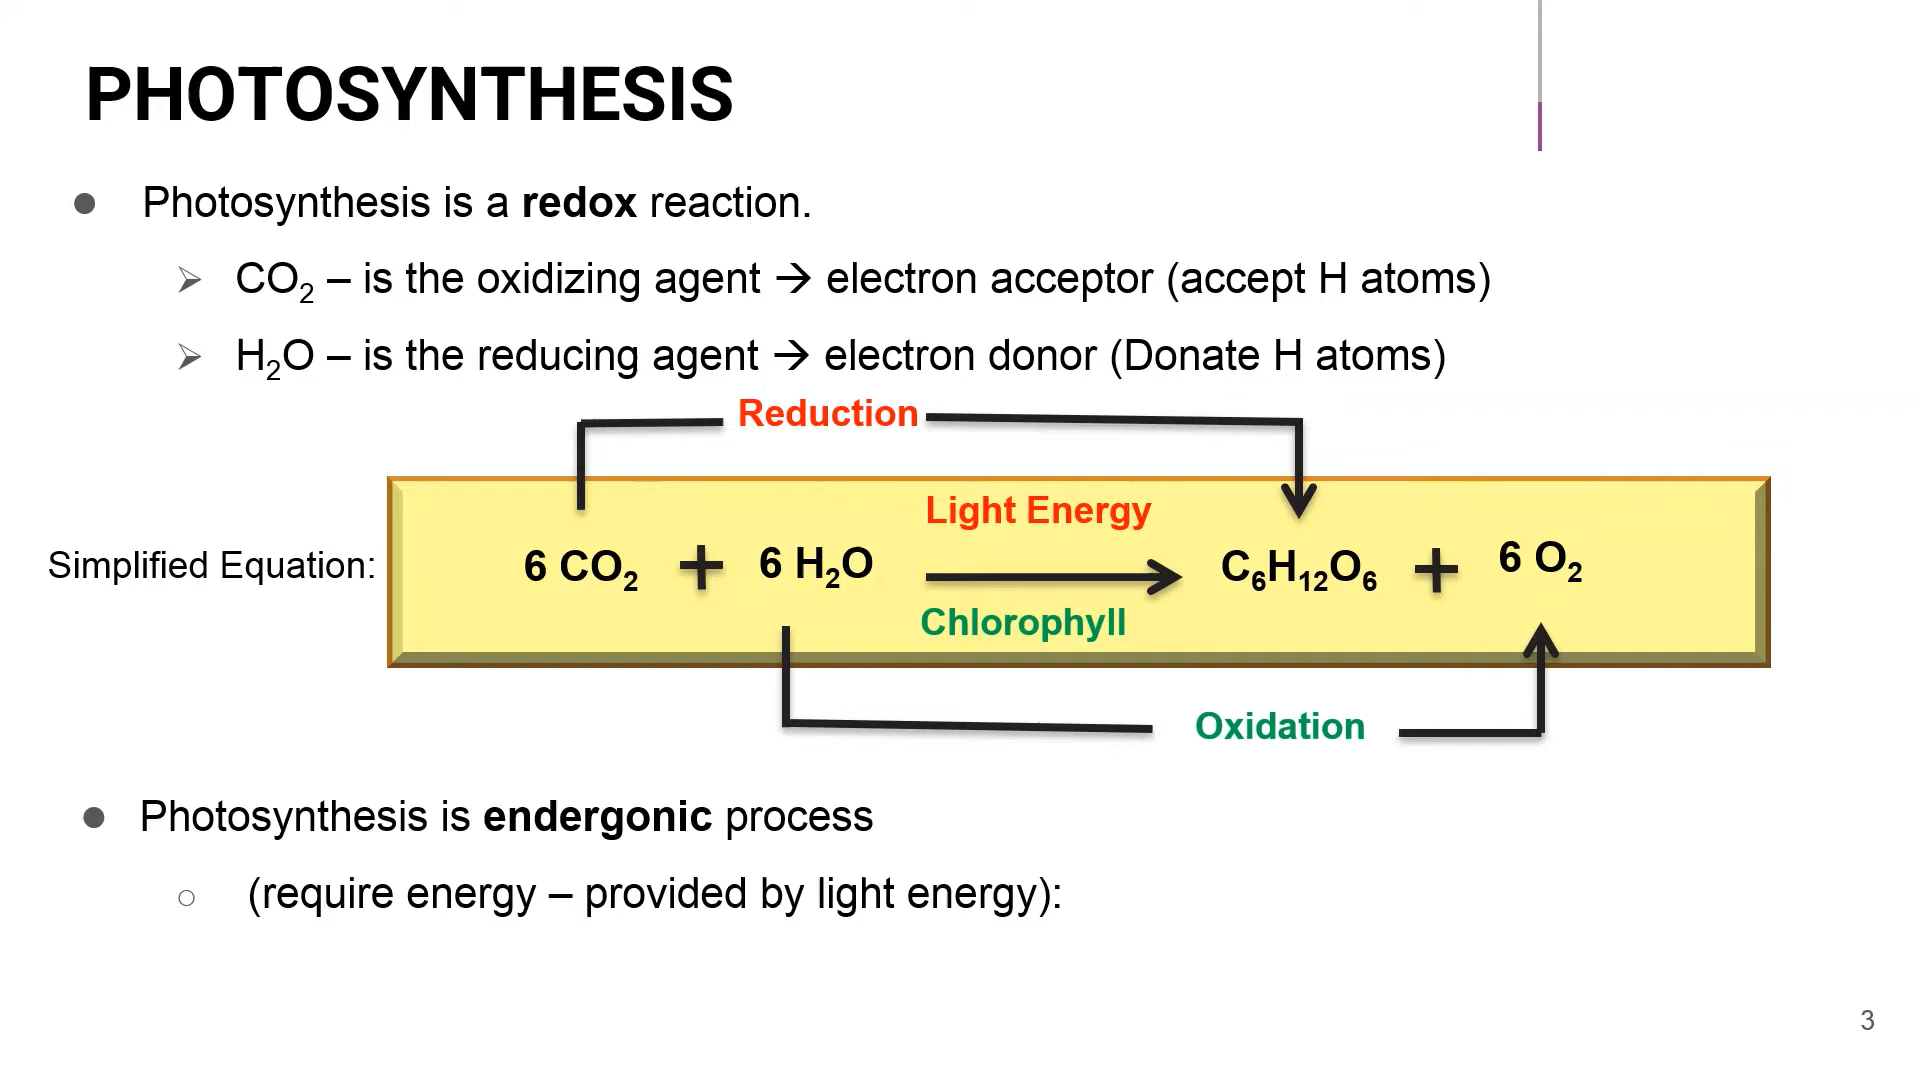 PHOTOSYNTHESIS
● Photosynthesis is a redox reaction.
➢ CO₂ – is the oxidizing agent → electron acceptor (accept H atoms)
➢ H₂O – is the reducing agent → electron donor (Donate H atoms)
Reduction
Light Energy
Simplified Equation: 6 CO₂ + 6 H₂O → C₆H₁₂O₆ + 6 O₂
Chlorophyll
Oxidation
● Photosynthesis is endergonic process
○ (require energy – provided by light energy):
3